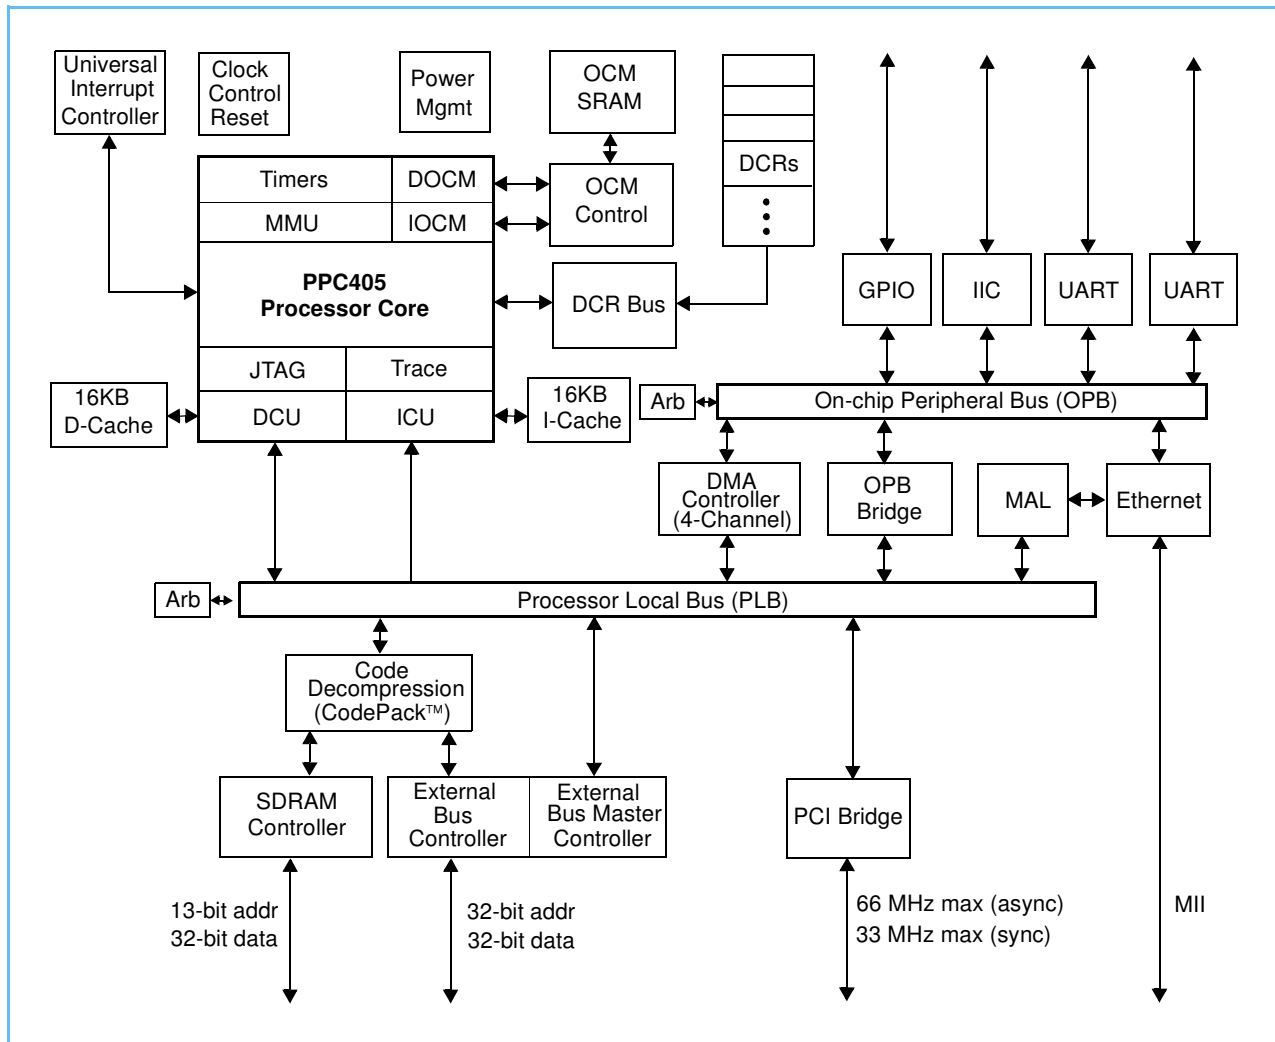 Universal
Interrupt
Controller
Clock
Control
Reset
Power
Mgmt
OCM
SRAM
DCRs
Timers
DOCM
MMU
IOCM
OCM
Control
PPC405
Processor Core
DCR Bus
GPIO
IIC
UART
UART
JTAG
Trace
DCU
ICU
16KB
D-Cache
16KB
I-Cache
Arb
On-chip Peripheral Bus (OPB)
DMA
Controller
(4-Channel)
OPB
Bridge
MAL
Ethernet
Arb
Processor Local Bus (PLB)
Code
Decompression
(CodePack™)
SDRAM
Controller
External
Bus
Controller
External
Bus Master
Controller
PCI Bridge
13-bit addr
32-bit data
32-bit addr
32-bit data
66 MHz max (async)
33 MHz max (sync)
MII